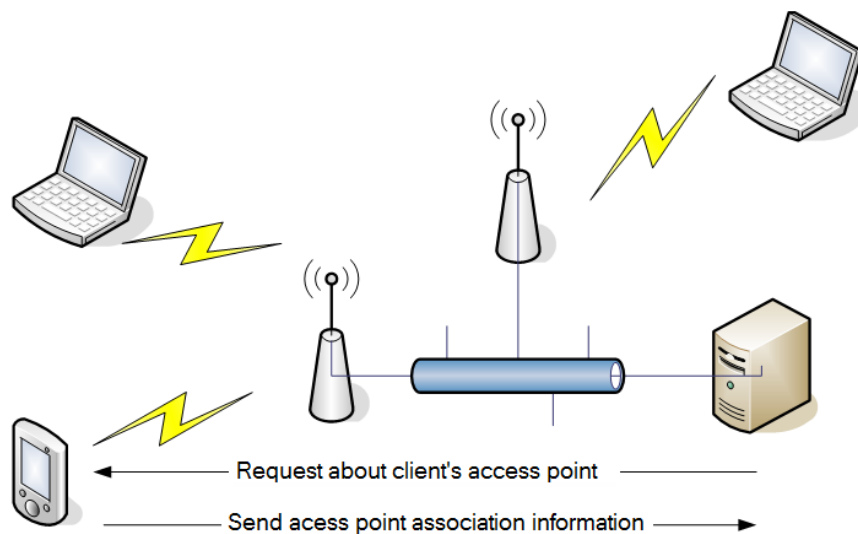 Request about client's access point
Send acess point association information